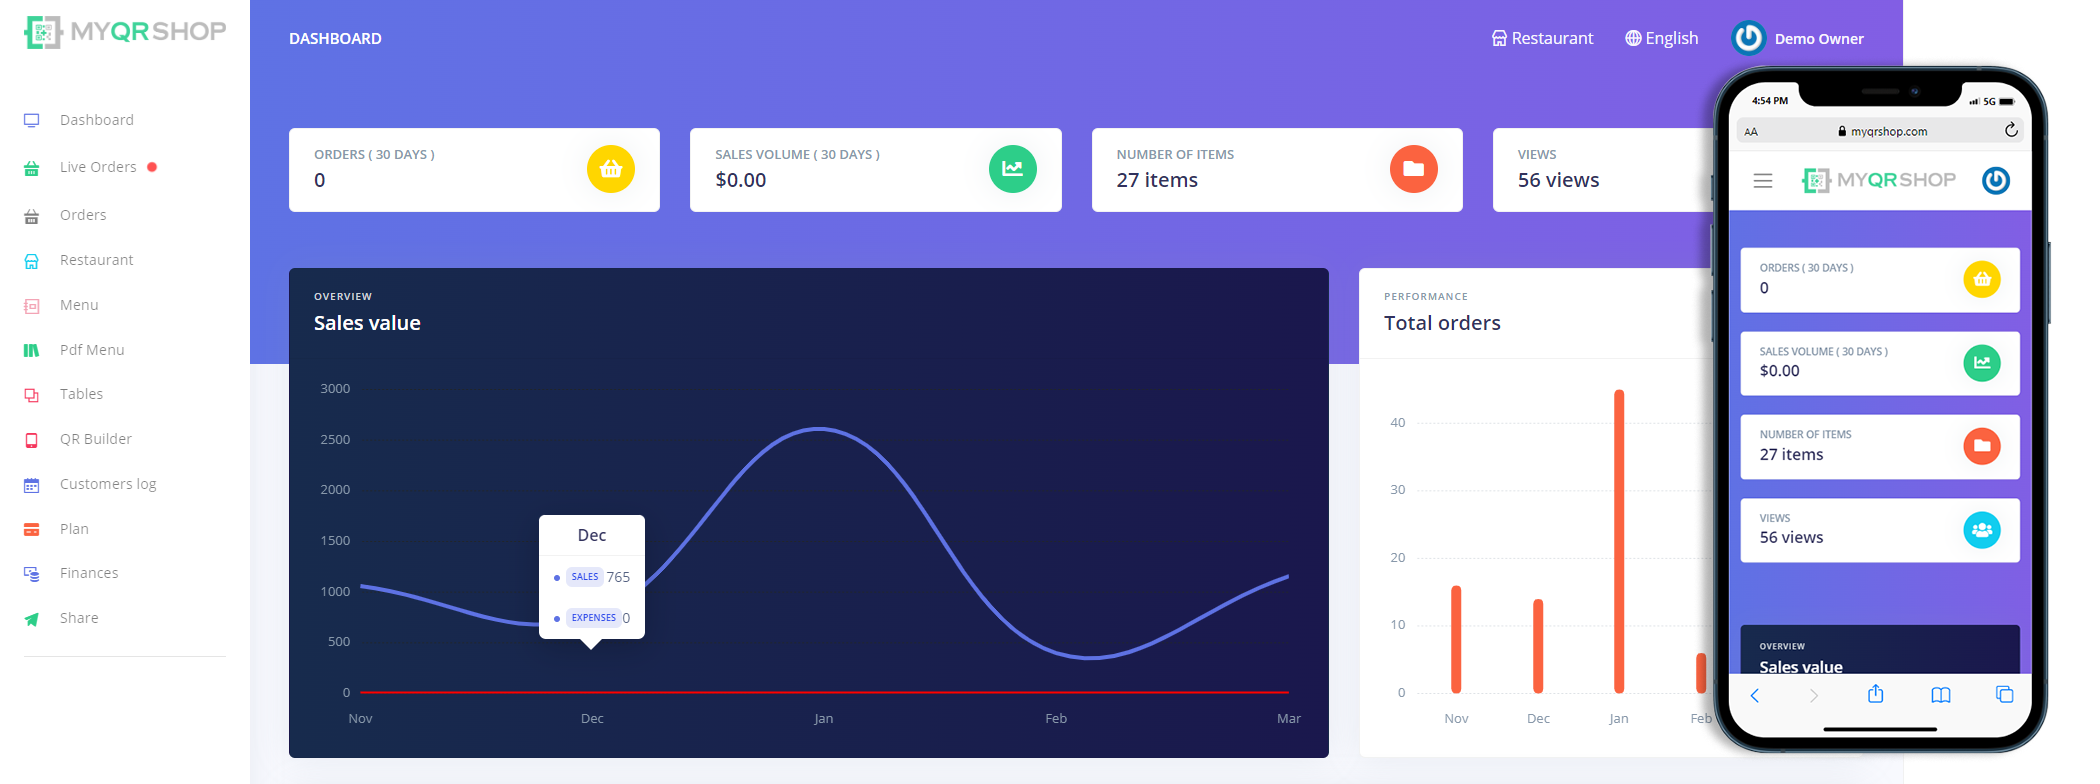 MYQRSHOP
Dashboard
Live Orders
Orders
Restaurant
Menu
Pdf Menu
Tables
QR Builder
Customers log
Plan
Finances
Share
DASHBOARD
Restaurant
English
Demo Owner
ORDERS ( 30 DAYS )
0
SALES VOLUME ( 30 DAYS )
$0.00
NUMBER OF ITEMS
27 items
VIEWS
56 views
OVERVIEW
Sales value
3000
2500
2000
1500
1000
500
0
Nov
Dec
Jan
Feb
Mar
Dec
SALES 765
EXPENSES 0
PERFORMANCE
Total orders
40
30
20
10
0
Nov
Dec
Jan
Feb
4:54 PM
5G
AA
myqrshop.com
MYQRSHOP
ORDERS ( 30 DAYS )
0
SALES VOLUME ( 30 DAYS )
$0.00
NUMBER OF ITEMS
27 items
VIEWS
56 views
OVERVIEW
Sales value